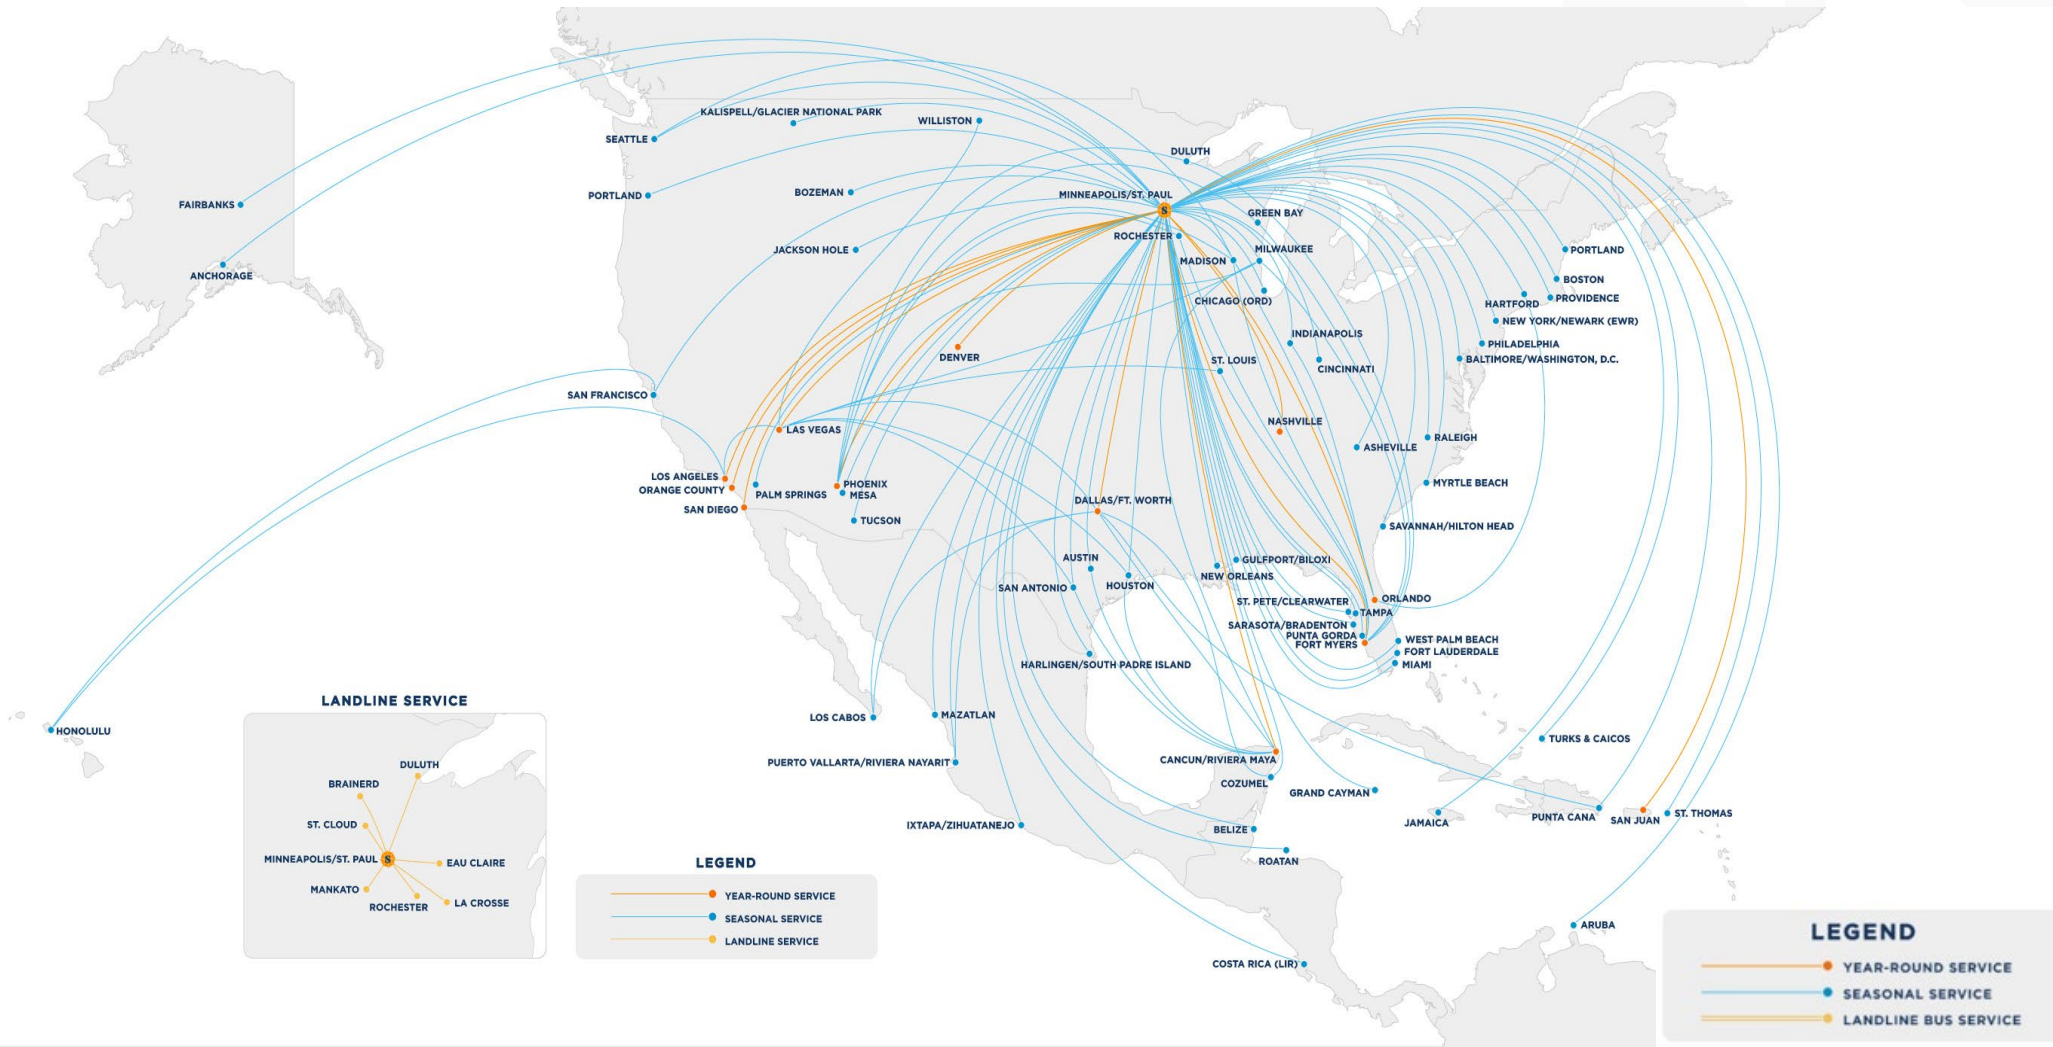 KALISPELL/GLACIER NATIONAL PARK
WILLISTON
SEATTLE
DULUTH
PORTLAND
BOZEMAN
MINNEAPOLIS/ST. PAUL
S
FAIRBANKS
GREEN BAY
ROCHESTER
JACKSON HOLE
MILWAUKEE
PORTLAND
MADISON
ANCHORAGE
BOSTON
CHICAGO (ORD)
HARTFORD
PROVIDENCE
NEW YORK/NEWARK (EWR)
INDIANAPOLIS
PHILADELPHIA
DENVER
ST. LOUIS
BALTIMORE/WASHINGTON, D.C.
CINCINNATI
SAN FRANCISCO
NASHVILLE
LAS VEGAS
RALEIGH
ASHEVILLE
LOS ANGELES
PHOENIX
MYRTLE BEACH
ORANGE COUNTY
PALM SPRINGS
MESA
DALLAS/FT. WORTH
SAN DIEGO
TUCSON
SAVANNAH/HILTON HEAD
AUSTIN
GULFPORT/BILOXI
NEW ORLEANS
SAN ANTONIO
HOUSTON
ORLANDO
ST. PETE/CLEARWATER
TAMPA
SARASOTA/BRADENTON
PUNTA GORDA
FORT MYERS
WEST PALM BEACH
FORT LAUDERDALE
MIAMI
HARLINGEN/SOUTH PADRE ISLAND
LOS CABOS
MAZATLAN
HONOLULU
TURKS & CAICOS
PUERTO VALLARTA/RIVIERA NAYARIT
CANCUN/RIVIERA MAYA
COZUMEL
GRAND CAYMAN
JAMAICA
PUNTA CANA
SAN JUAN
ST. THOMAS
IXTAPA/ZIHUATANEJO
BELIZE
ROATAN
ARUBA
COSTA RICA (LIR)
LANDLINE SERVICE
DULUTH
BRAINERD
ST. CLOUD
MINNEAPOLIS/ST. PAUL
S
EAU CLAIRE
MANKATO
ROCHESTER
LA CROSSE
LEGEND
YEAR-ROUND SERVICE
SEASONAL SERVICE
LANDLINE SERVICE
LEGEND
YEAR-ROUND SERVICE
SEASONAL SERVICE
LANDLINE BUS SERVICE